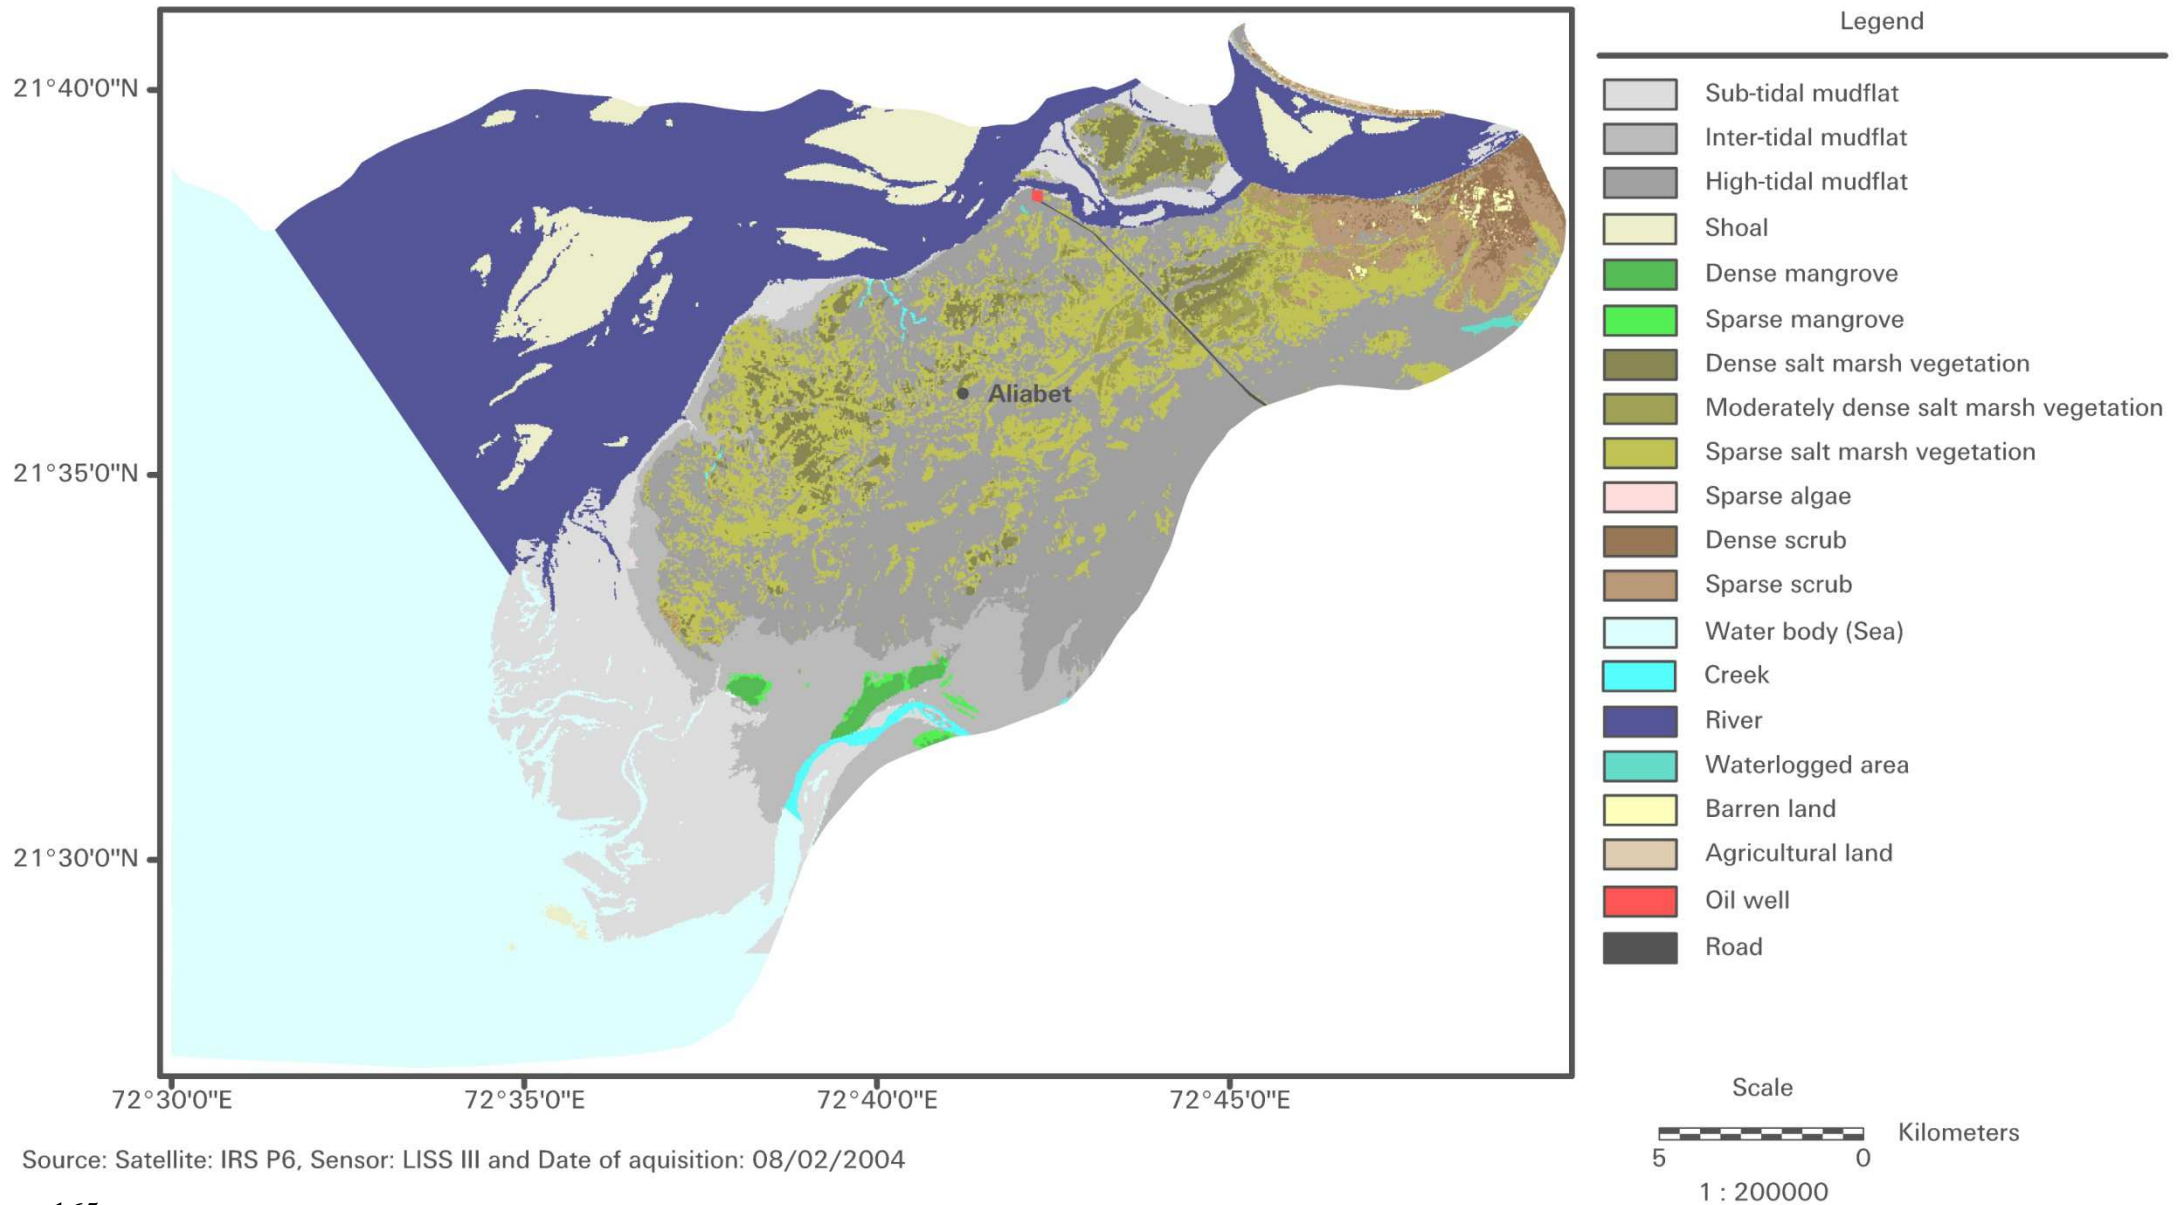 Legend
21°40'0"N
21°35'0"N
21°30'0"N
Aliabet
Sub-tidal mudflat
Inter-tidal mudflat
High-tidal mudflat
Shoal
Dense mangrove
Sparse mangrove
Dense salt marsh vegetation
Moderately dense salt marsh vegetation
Sparse salt marsh vegetation
Sparse algae
Dense scrub
Sparse scrub
Water body (Sea)
Creek
River
Waterlogged area
Barren land
Agricultural land
Oil well
Road
72°30'0"E
72°35'0"E
72°40'0"E
72°45'0"E
Scale
Kilometers
5 0
1 : 200000
Source: Satellite: IRS P6, Sensor: LISS III and Date of aquisition: 08/02/2004